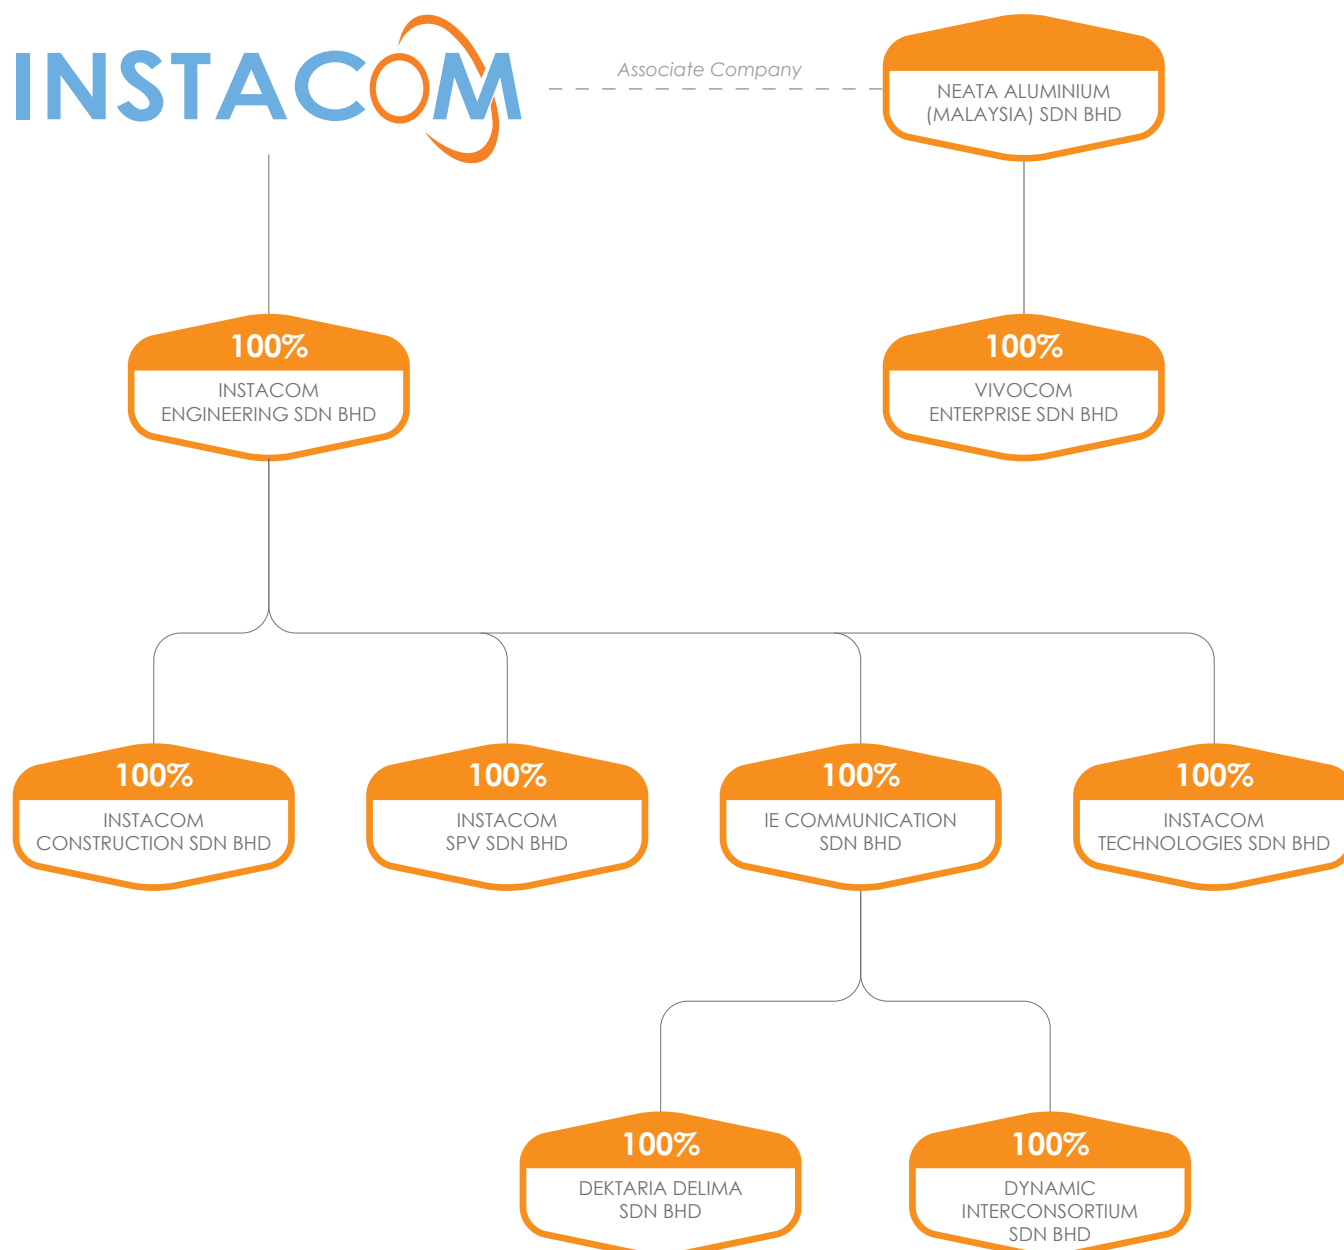 INSTACOM
Associate Company
NEATA ALUMINIUM
(MALAYSIA) SDN BHD
100%
INSTACOM
ENGINEERING SDN BHD
100%
VIVOCOM
ENTERPRISE SDN BHD
100%
INSTACOM
CONSTRUCTION SDN BHD
100%
INSTACOM
SPV SDN BHD
100%
IE COMMUNICATION
SDN BHD
100%
INSTACOM
TECHNOLOGIES SDN BHD
100%
DEKTARIA DELIMA
SDN BHD
100%
DYNAMIC
INTERCONSORTIUM
SDN BHD